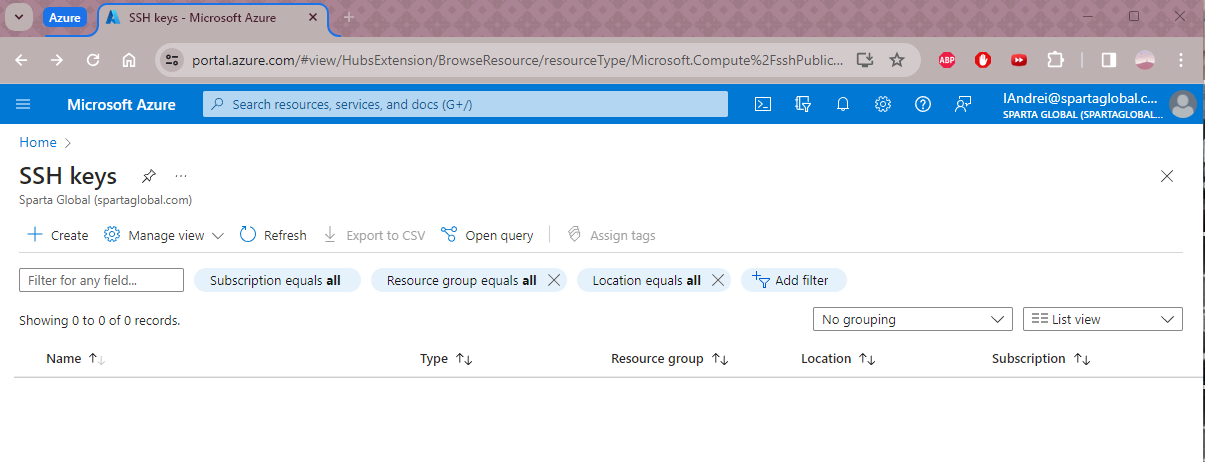 Azure
SSH keys - Microsoft Azure
portal.azure.com/#view/HubsExtension/BrowseResource/resourceType/Microsoft.Compute%2FsshPublic...
ABP
Microsoft Azure
Search resources, services, and docs (G+/)
IAndrei@spartaglobal.c...
SPARTA GLOBAL (SPARTAGLOBAL....
Home
SSH keys
Sparta Global (spartaglobal.com)
Create
Manage view
Refresh
Export to CSV
Open query
Assign tags
Filter for any field...
Subscription equals all
Resource group equals all
Location equals all
Add filter
Showing 0 to 0 of 0 records.
No grouping
List view
Name
Type
Resource group
Location
Subscription